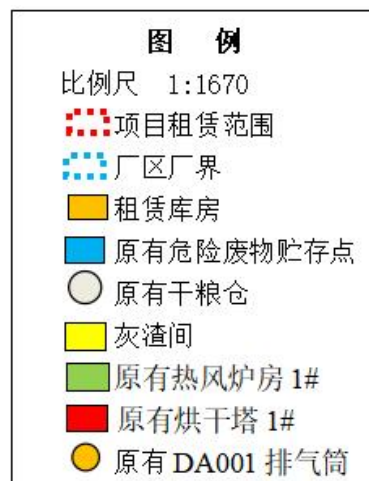 图 例
比例尺 1:1670
项目租赁范围
厂区厂界
租赁库房
原有危险废物贮存点
原有干粮仓
灰渣间
原有热风炉房 1#
原有烘干塔 1#
原有 DA001 排气筒